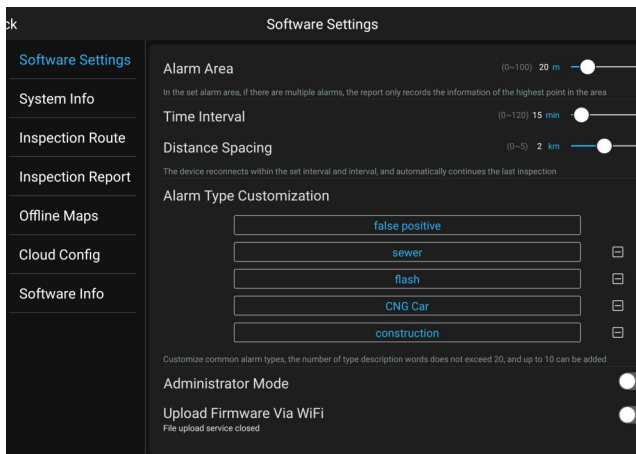 ck
Software Settings
Software Settings
System Info
Inspection Route
Inspection Report
Offline Maps
Cloud Config
Software Info
Alarm Area
(0~100) 20 m
In the set alarm area, if there are multiple alarms, the report only records the information of the highest point in the area
Time Interval
(0~120) 15 min
Distance Spacing
(0~5) 2 km
The device reconnects within the set interval and interval, and automatically continues the last inspection
Alarm Type Customization
false positive
sewer
flash
CNG Car
construction
Customize common alarm types, the number of type description words does not exceed 20, and up to 10 can be added
Administrator Mode
Upload Firmware Via WiFi
File upload service closed